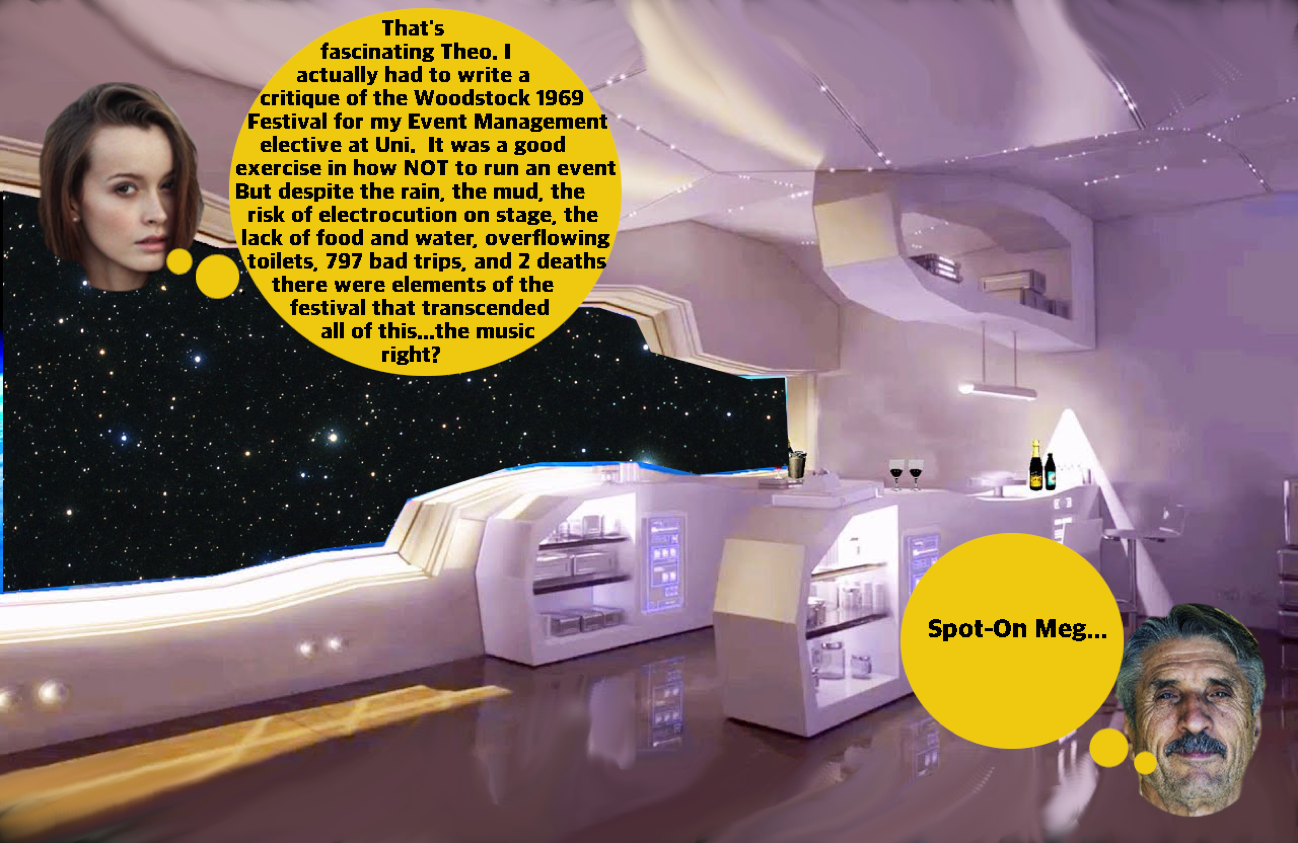 That's
fascinating Theo. I
actually had to write a
critique of the Woodstock 1969
Festival for my Event Management
elective at Uni. It was a good
exercise in how NOT to run an event
But despite the rain, the mud, the
risk of electrocution on stage, the
lack of food and water, overflowing
toilets, 797 bad trips, and 2 deaths
there were elements of the
festival that transcended
all of this...the music
right?
Spot-On Meg...